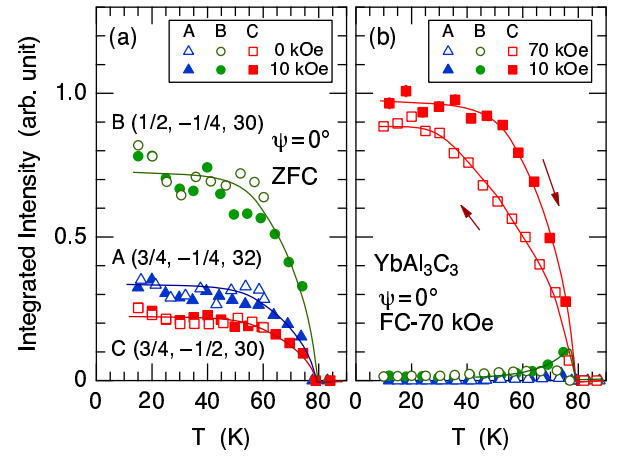 (a)
A B C
0 kOe
10 kOe
B (1/2, −1/4, 30)
ψ=0°
ZFC
A (3/4, −1/4, 32)
C (3/4, −1/2, 30)
(b)
A B C
70 kOe
10 kOe
YbAl₃C₃
ψ=0°
FC-70 kOe
Integrated Intensity (arb. unit)
1.0
0.5
0
0 20 40 60 80 100
T (K)
0 20 40 60 80
T (K)